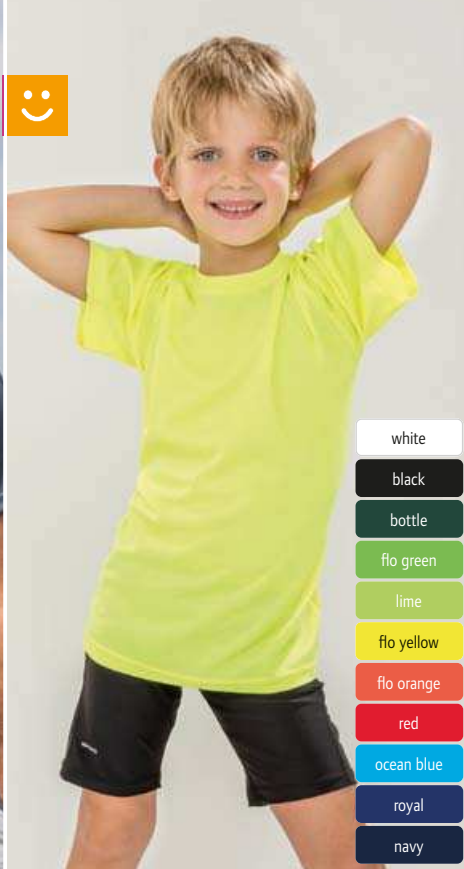 white
black
bottle
flo green
lime
flo yellow
flo orange
red
ocean blue
royal
navy